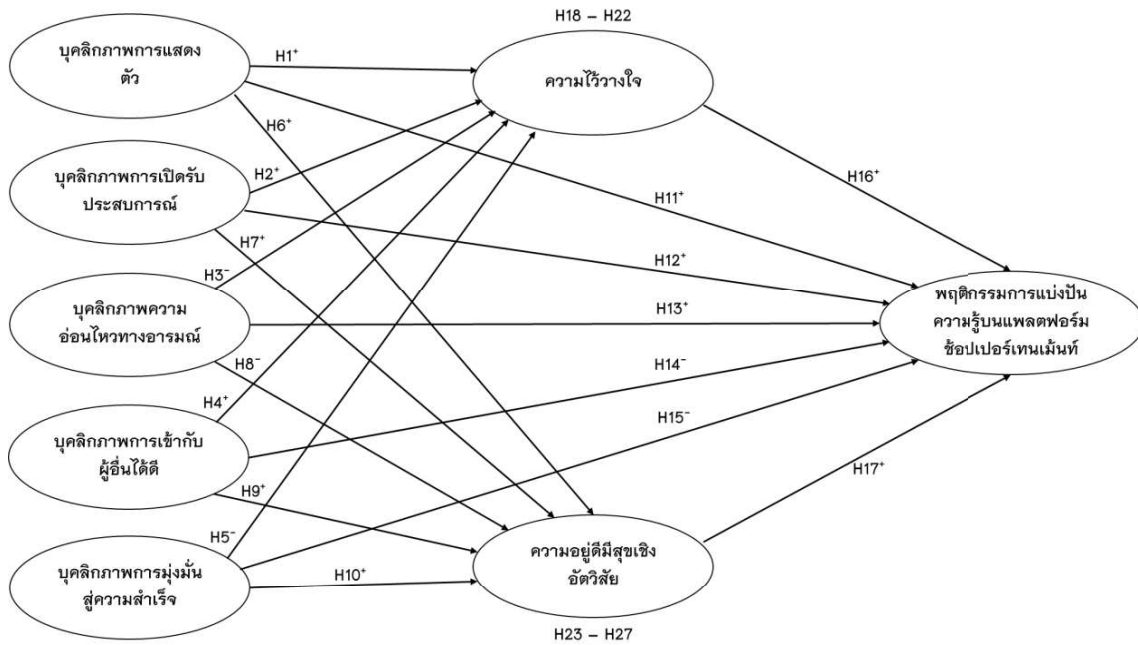 H18 – H22
บุคลิกภาพการแสดง
ตัว
H1⁺
ความไว้วางใจ
H6⁺
บุคลิกภาพการเปิดรับ
ประสบการณ์
H2⁺
H16⁺
H11⁺
H7⁺
H12⁺
H3⁻
บุคลิกภาพความ
อ่อนไหวทางอารมณ์
H13⁺
พฤติกรรมการแบ่งปัน
ความรู้บนแพลตฟอร์ม
ช้อปเปอร์เทนเม้นท์
H8⁻
H14⁻
H4⁺
H15⁻
บุคลิกภาพการเข้ากับ
ผู้อื่นได้ดี
H17⁺
H9⁺
H5⁻
ความอยู่ดีมีสุขเชิง
อัตวิสัย
บุคลิกภาพการมุ่งมั่น
สู่ความสำเร็จ
H10⁺
H23 – H27